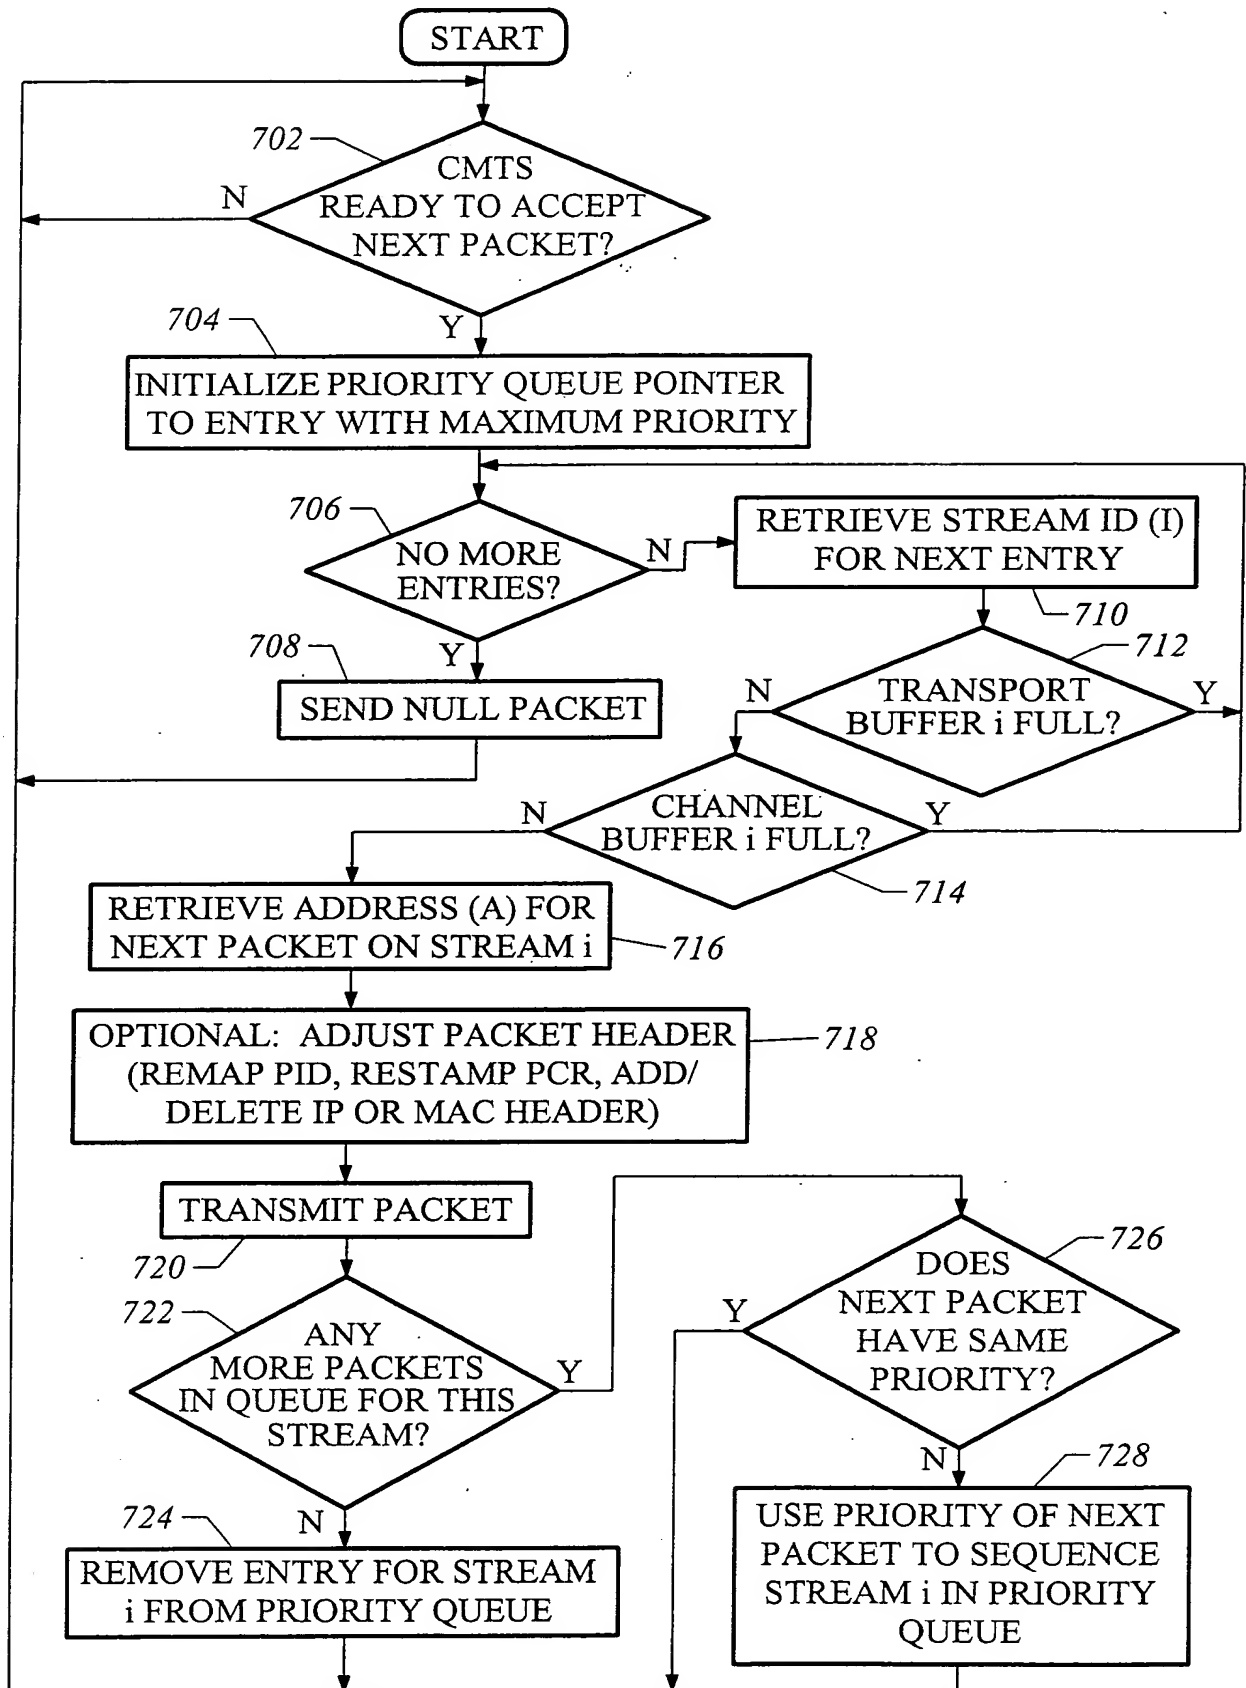 START
702
CMTS
READY TO ACCEPT
NEXT PACKET?
N
Y
704
INITIALIZE PRIORITY QUEUE POINTER
TO ENTRY WITH MAXIMUM PRIORITY
706
NO MORE
ENTRIES?
N
Y
RETRIEVE STREAM ID (I)
FOR NEXT ENTRY
710
708
SEND NULL PACKET
712
TRANSPORT
BUFFER i FULL?
N
Y
CHANNEL
BUFFER i FULL?
N
Y
714
RETRIEVE ADDRESS (A) FOR
NEXT PACKET ON STREAM i
716
OPTIONAL: ADJUST PACKET HEADER
(REMAP PID, RESTAMP PCR, ADD/
DELETE IP OR MAC HEADER)
718
TRANSMIT PACKET
720
722
ANY
MORE PACKETS
IN QUEUE FOR THIS
STREAM?
Y
N
726
DOES
NEXT PACKET
HAVE SAME
PRIORITY?
Y
N
724
REMOVE ENTRY FOR STREAM
i FROM PRIORITY QUEUE
728
USE PRIORITY OF NEXT
PACKET TO SEQUENCE
STREAM i IN PRIORITY
QUEUE